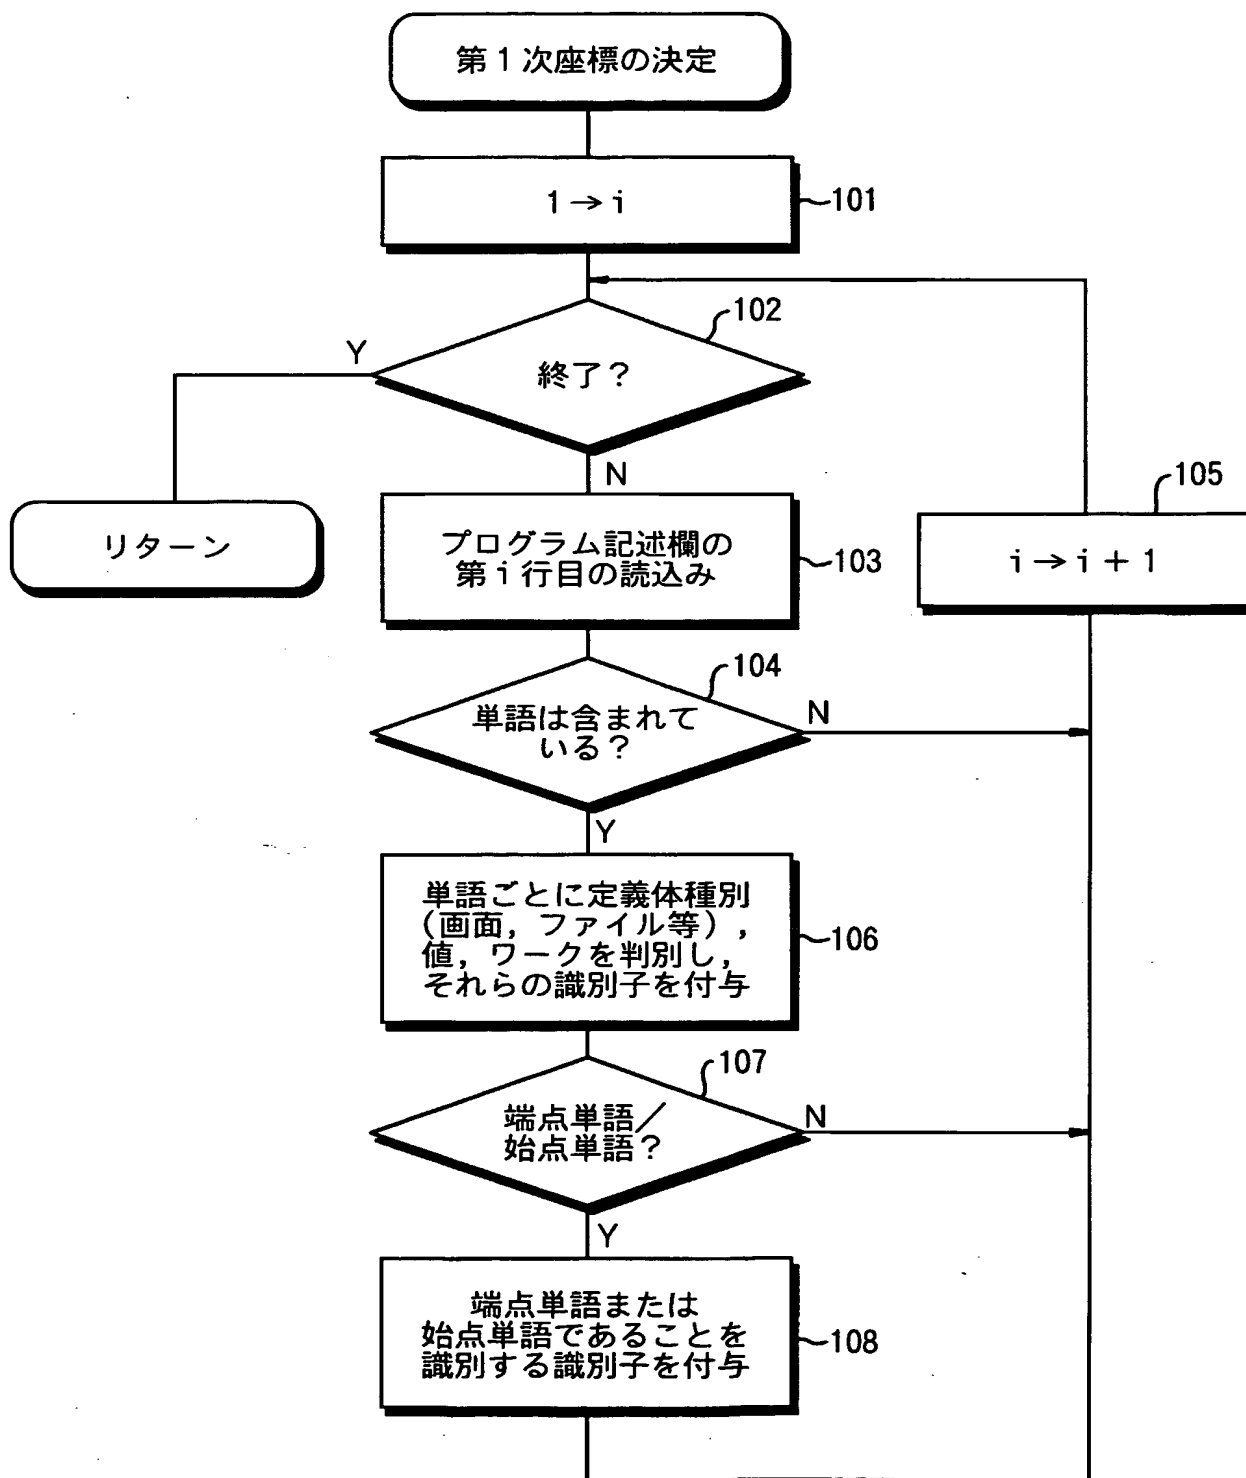 第1次座標の決定
1→i
101
102
Y
終了?
N
リターン
プログラム記述欄の
第i行目の読込み
103
105
i→i+1
104
単語は含まれて
いる?
N
Y
単語ごとに定義体種別
(画面,ファイル等),
値,ワークを判別し,
それらの識別子を付与
106
107
端点単語/
始点単語?
N
Y
端点単語または
始点単語であることを
識別する識別子を付与
108